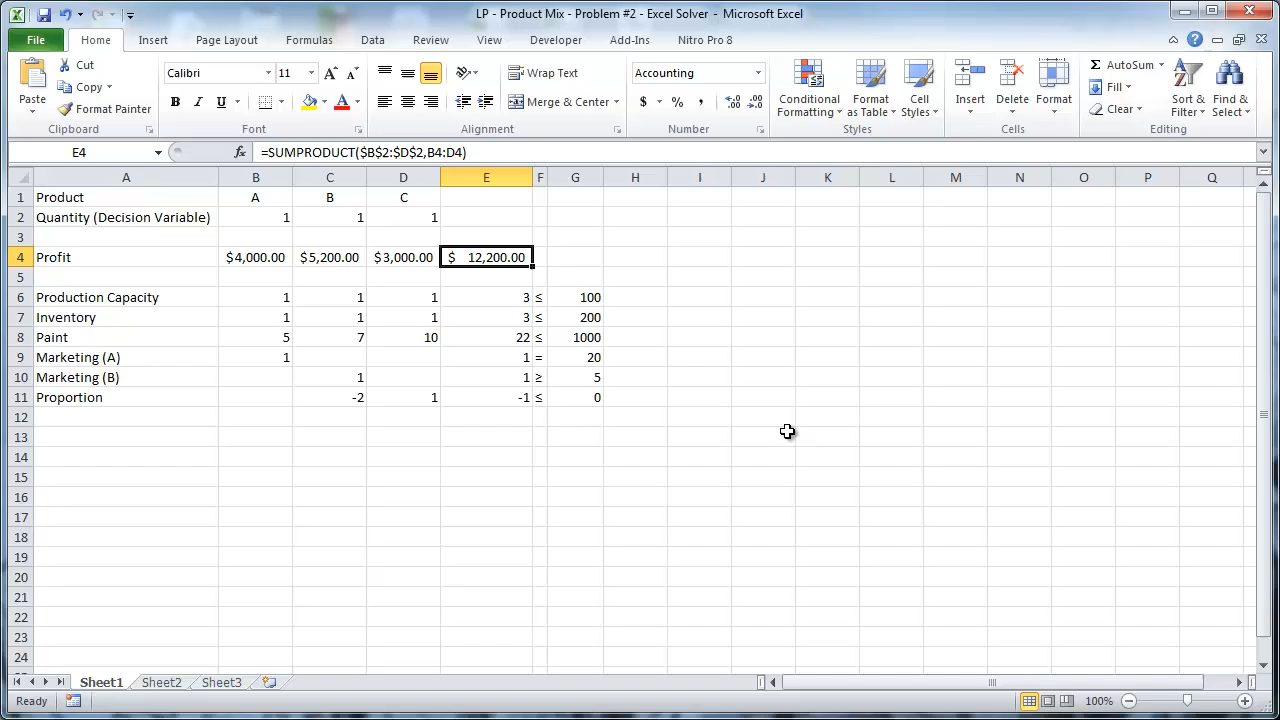 LP - Product Mix - Problem #2 - Excel Solver - Microsoft Excel
File Home Insert Page Layout Formulas Data Review View Developer Add-Ins Nitro Pro 8
Paste Cut Copy Format Painter
Calibri 11
B I U A
Wrap Text
Merge & Center
Accounting
$ % ,
Conditional Formatting
Format as Table
Cell Styles
Insert Delete Format
Σ AutoSum
Fill
Clear
Sort & Filter
Find & Select
Clipboard Font Alignment Number Styles Cells Editing
E4 fx =SUMPRODUCT($B$2:$D$2,B4:D4)
A B C D E F G H I J K L M N O P Q
1 Product A B C
2 Quantity (Decision Variable) 1 1 1
3
4 Profit $4,000.00 $5,200.00 $3,000.00 $ 12,200.00
5
6 Production Capacity 1 1 1 3 ≤ 100
7 Inventory 1 1 1 3 ≤ 200
8 Paint 5 7 10 22 ≤ 1000
9 Marketing (A) 1 1 = 20
10 Marketing (B) 1 1 ≥ 5
11 Proportion -2 1 -1 ≤ 0
12
13
14
15
16
17
18
19
20
21
22
23
24
Sheet1 Sheet2 Sheet3
Ready 100%